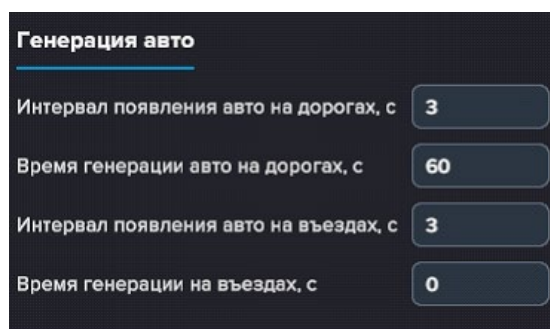 Генерация авто
Интервал появления авто на дорогах, с 3
Время генерации авто на дорогах, с 60
Интервал появления авто на въездах, с 3
Время генерации на въездах, с 0